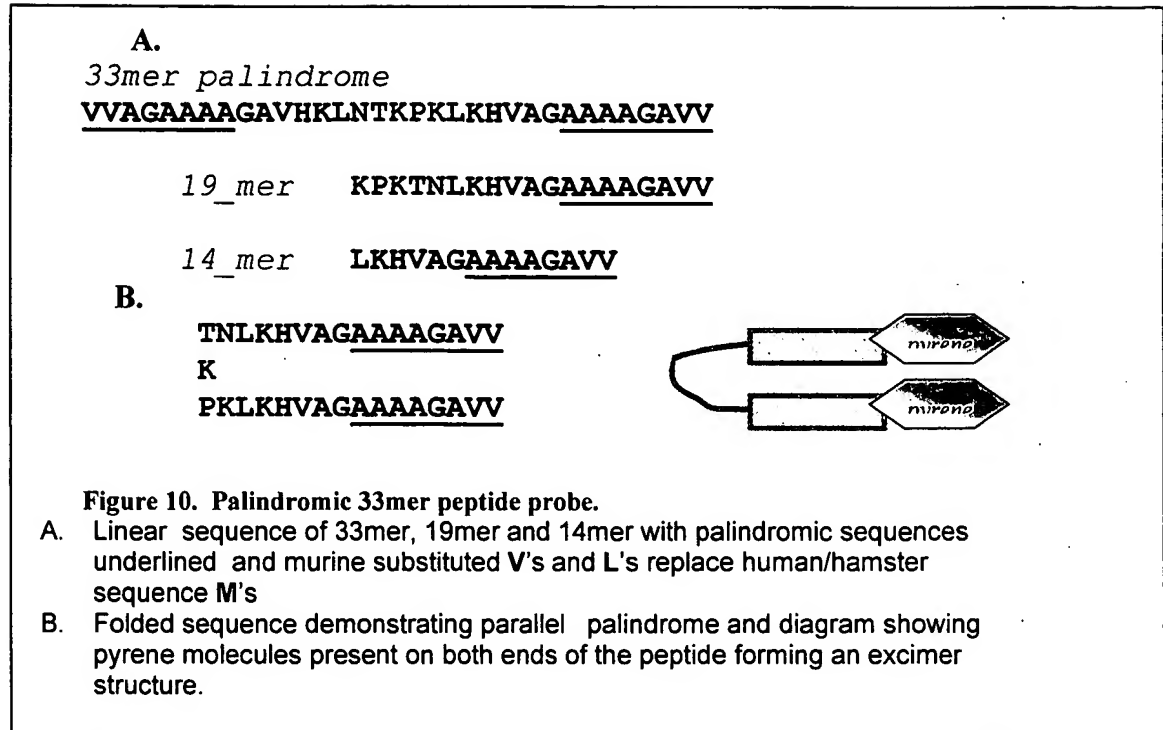 A.
33mer palindrome
VVAGAAAAGAVHKLNTKPKLKHVAGAAAAGAVV
19_mer KPKTNLKHVAGAAAAGAVV
14_mer LKHVAGAAAAGAVV
B.
TNLKHVAGAAAAGAVV
K
PKLKHVAGAAAAGAVV
Figure 10. Palindromic 33mer peptide probe.
A. Linear sequence of 33mer, 19mer and 14mer with palindromic sequences
underlined and murine substituted V's and L's replace human/hamster
sequence M's
B. Folded sequence demonstrating parallel palindrome and diagram showing
pyrene molecules present on both ends of the peptide forming an excimer
structure.